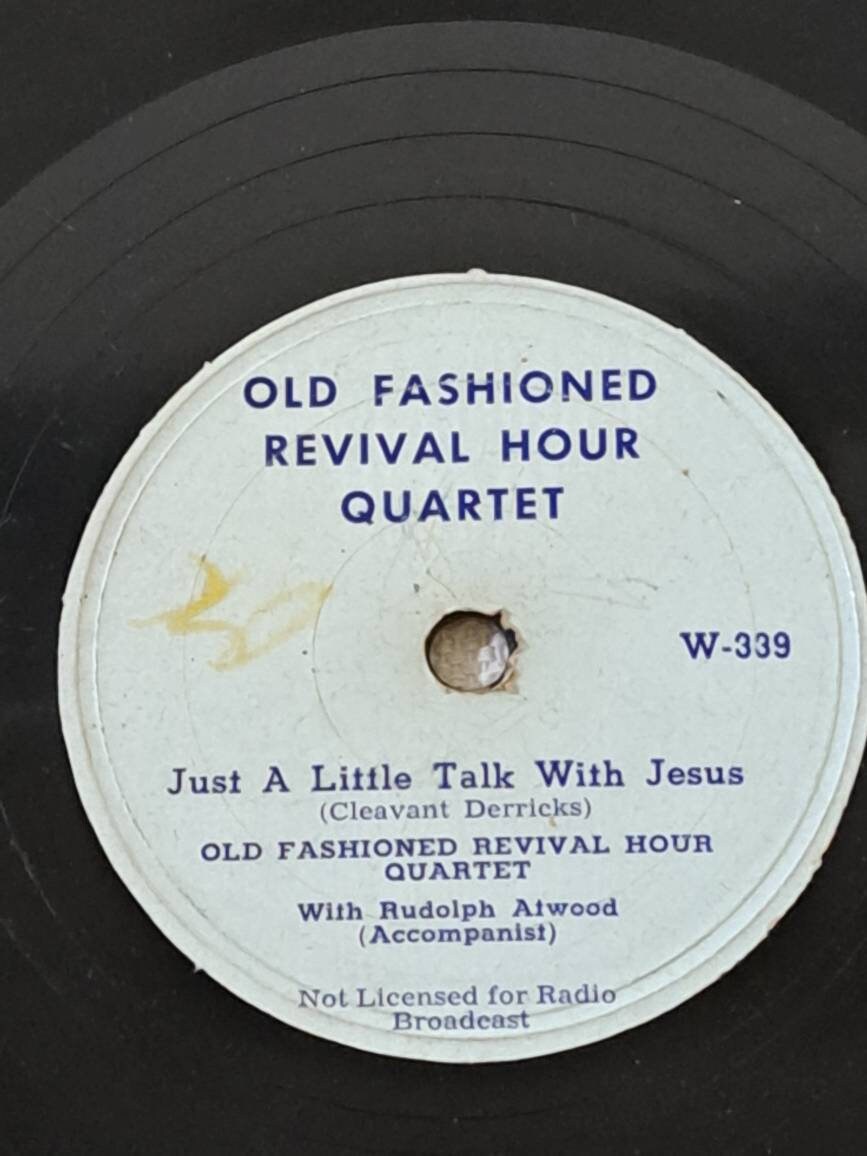 OLD FASHIONED
REVIVAL HOUR
QUARTET
W-339
Just A Little Talk With Jesus
(Cleavant Derricks)
OLD FASHIONED REVIVAL HOUR
QUARTET
With Rudolph Atwood
(Accompanist)
Not Licensed for Radio
Broadcast